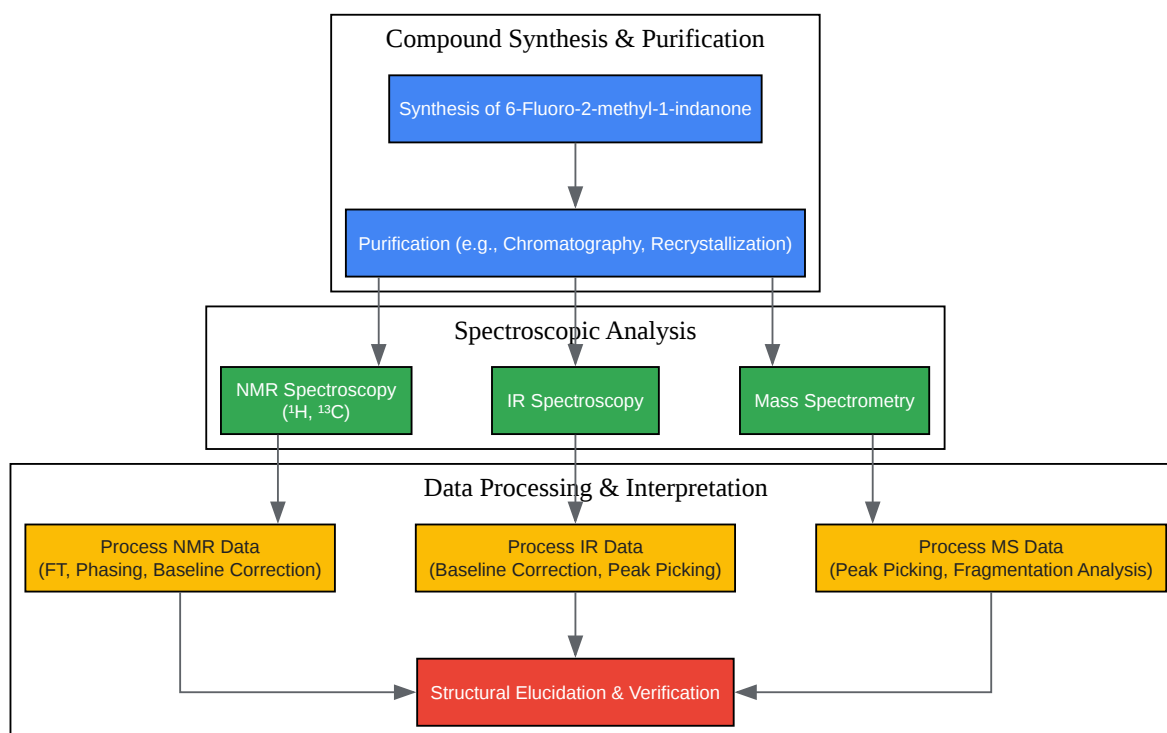 Compound Synthesis & Purification
Synthesis of 6-Fluoro-2-methyl-1-indanone
Purification (e.g., Chromatography, Recrystallization)
Spectroscopic Analysis
NMR Spectroscopy
(¹H, ¹³C)
IR Spectroscopy
Mass Spectrometry
Data Processing & Interpretation
Process NMR Data
(FT, Phasing, Baseline Correction)
Process IR Data
(Baseline Correction, Peak Picking)
Process MS Data
(Peak Picking, Fragmentation Analysis)
Structural Elucidation & Verification